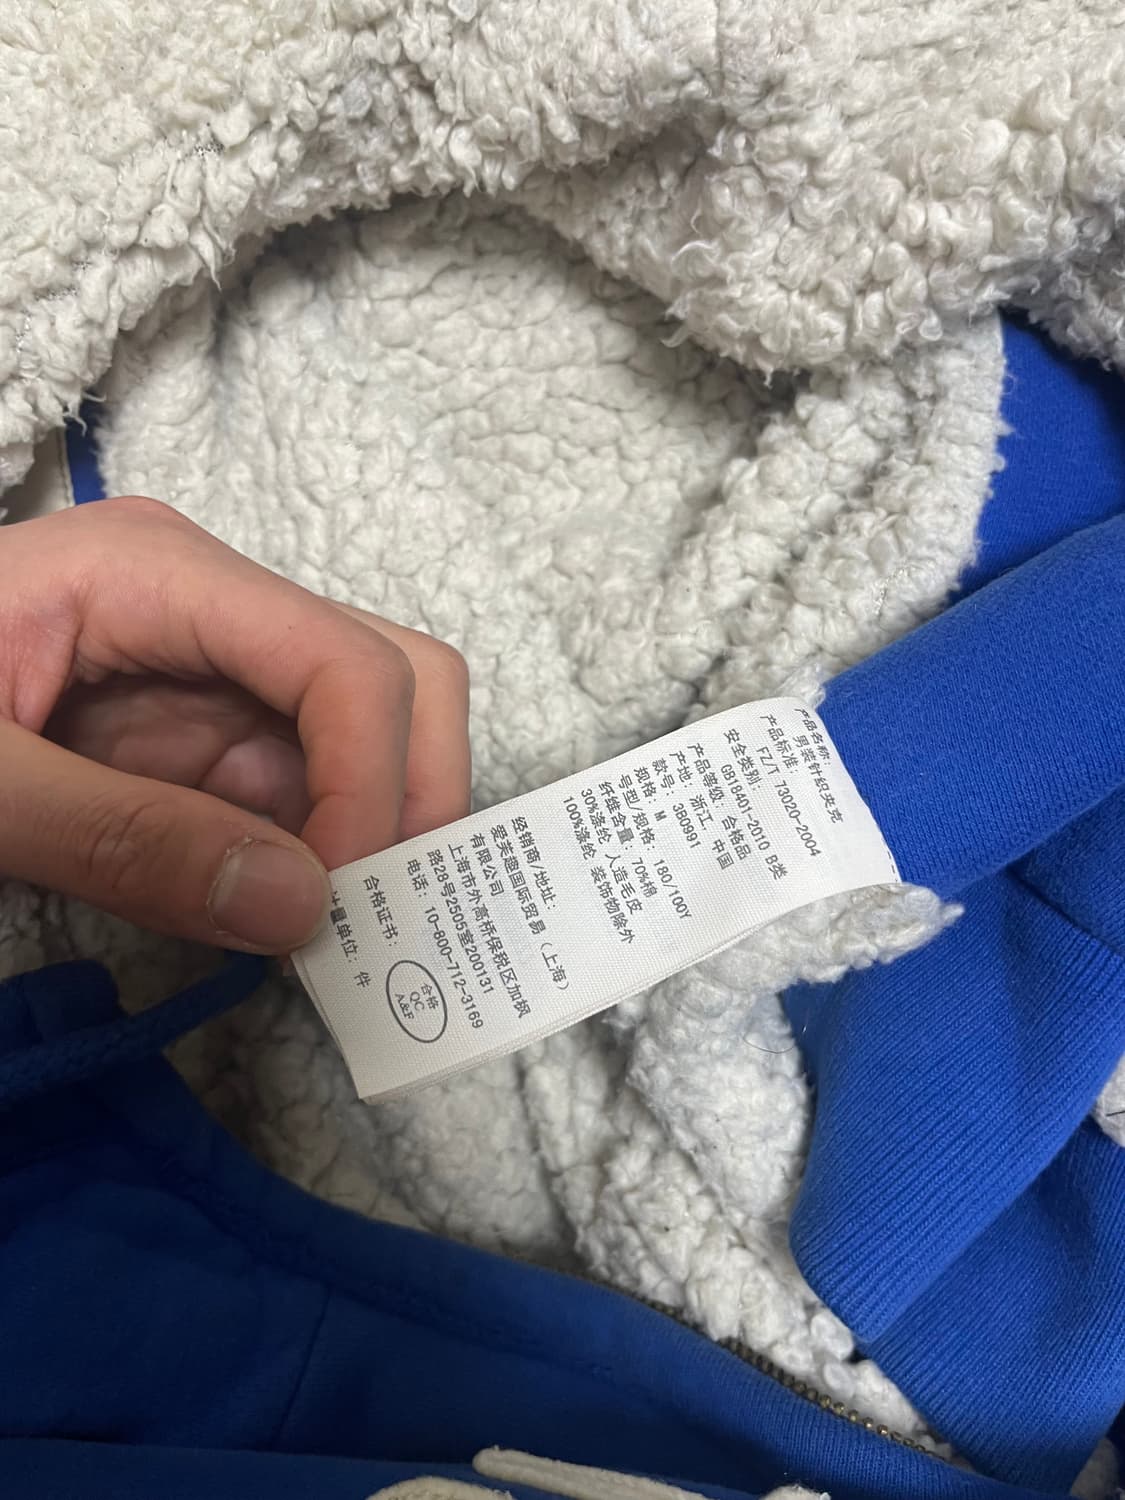 产品名称:
男装针织夹克
产品标准:
FZ/T 73020-2004
安全类别:
GB18401-2010 B类
产品等级: 合格品
产地: 浙江, 中国
款号: 3B0991
规格: M
号型/规格: 180/100Y
纤维含量: 70%棉
30%涤纶 人造毛皮
100%涤纶 装饰物除外
经销商/地址:
爱芙趣国际贸易（上海）
有限公司
上海市外高桥保税区加枫
路28号2505室200131
电话: 10-800-712-3169
合格证书:
合格
QC
A&F
量单位: 件